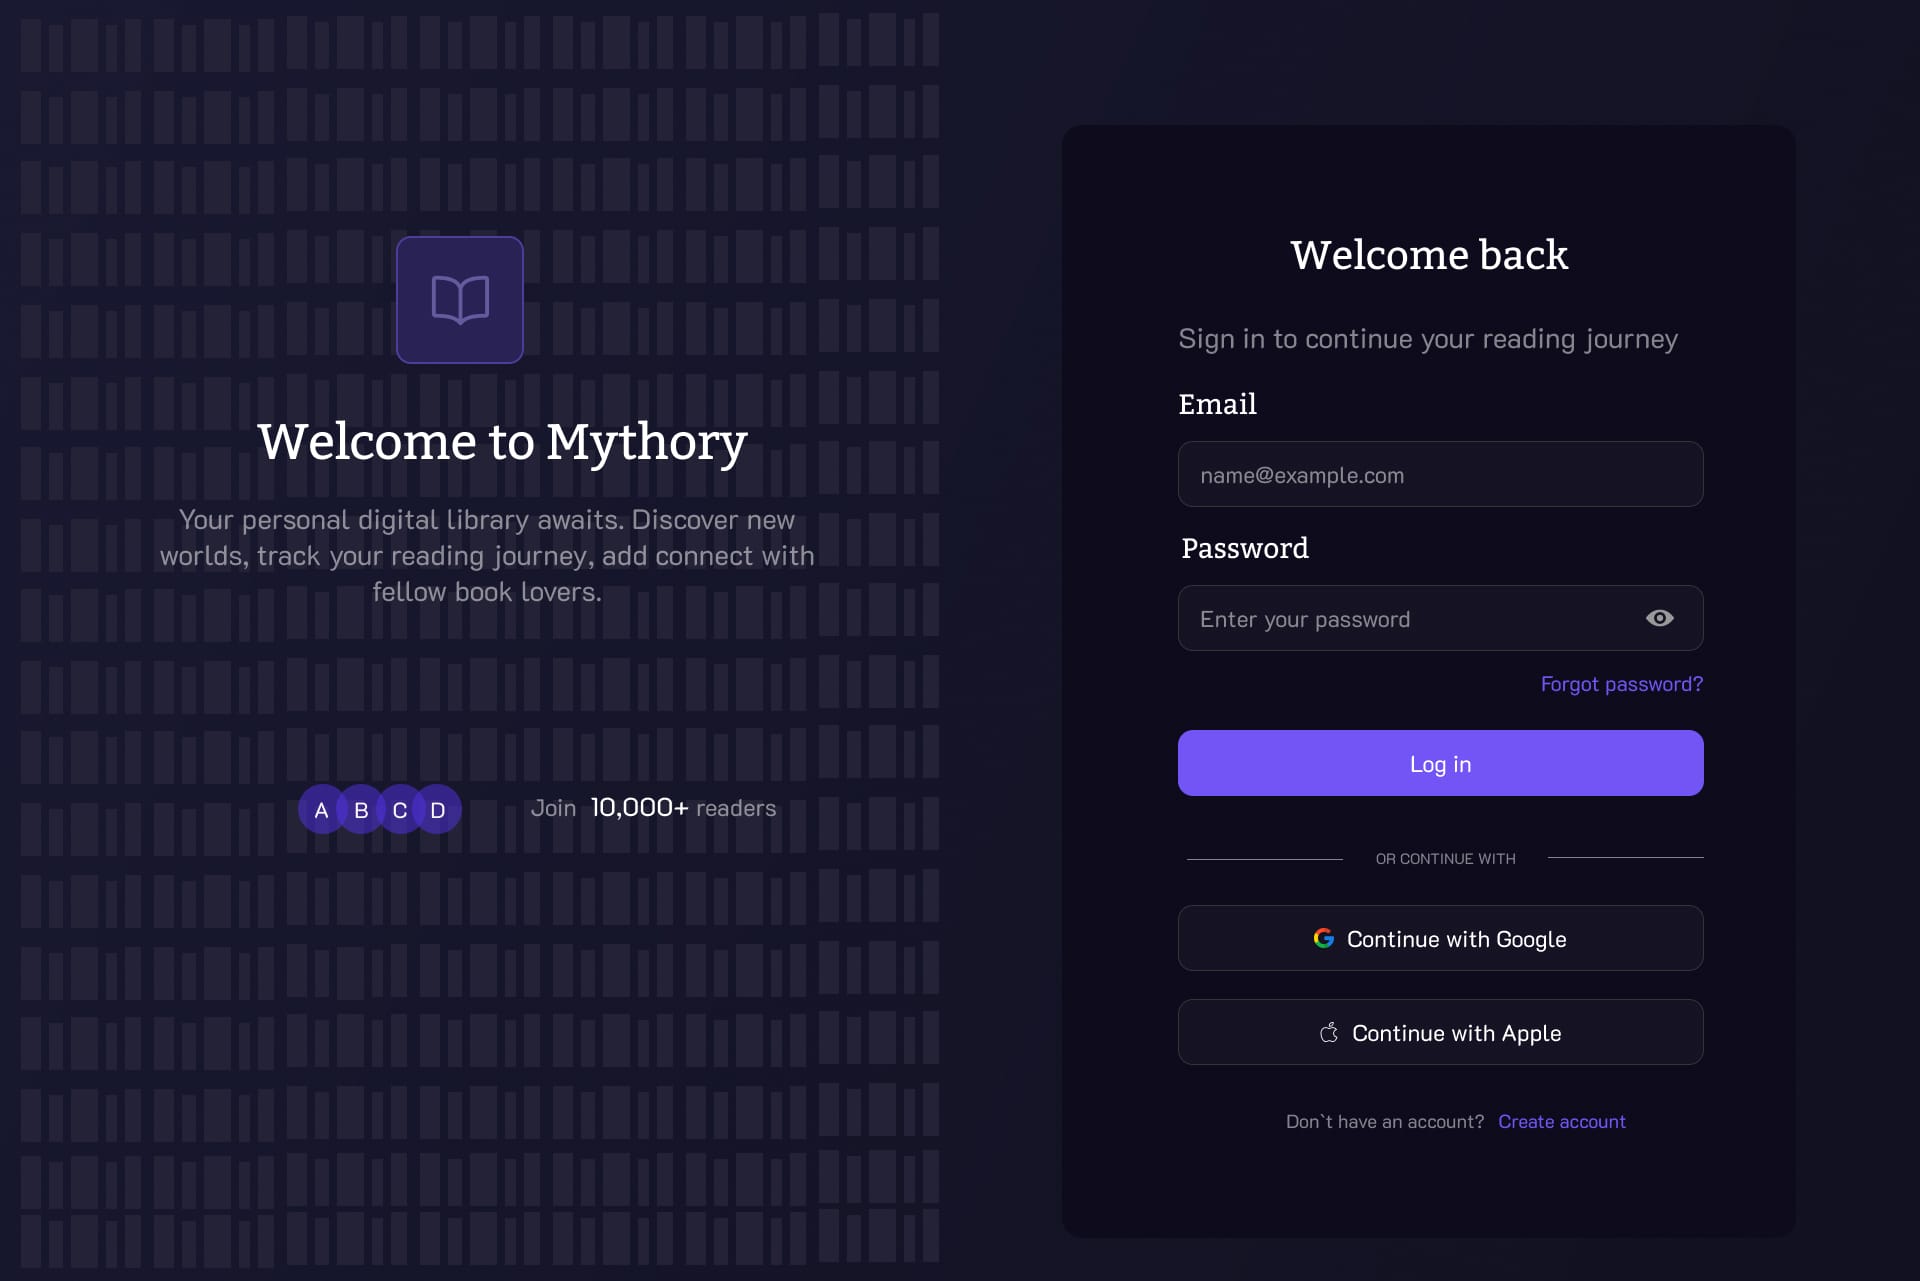 Welcome to Mythory
Your personal digital library awaits. Discover new
worlds, track your reading journey, add connect with
fellow book lovers.
A B C D
Join 10,000+ readers
Welcome back
Sign in to continue your reading journey
Email
name@example.com
Password
Enter your password
Forgot password?
Log in
OR CONTINUE WITH
Continue with Google
Continue with Apple
Don`t have an account? Create account